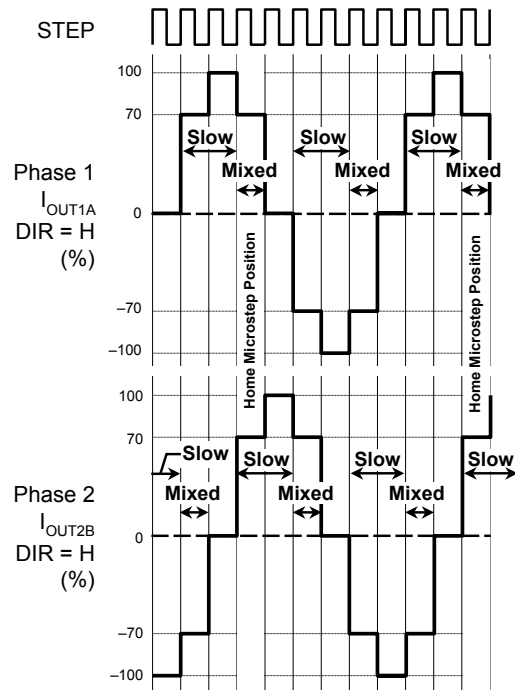 STEP
100
70
Slow
Slow
Slow
Mixed
Mixed
Mixed
Phase 1
I_OUT1A
DIR = H
(%)
0
Home Microstep Position
Home Microstep Position
–70
–100
100
70
Slow
Slow
Slow
Slow
Mixed
Mixed
Mixed
Phase 2
I_OUT2B
DIR = H
(%)
0
–70
–100